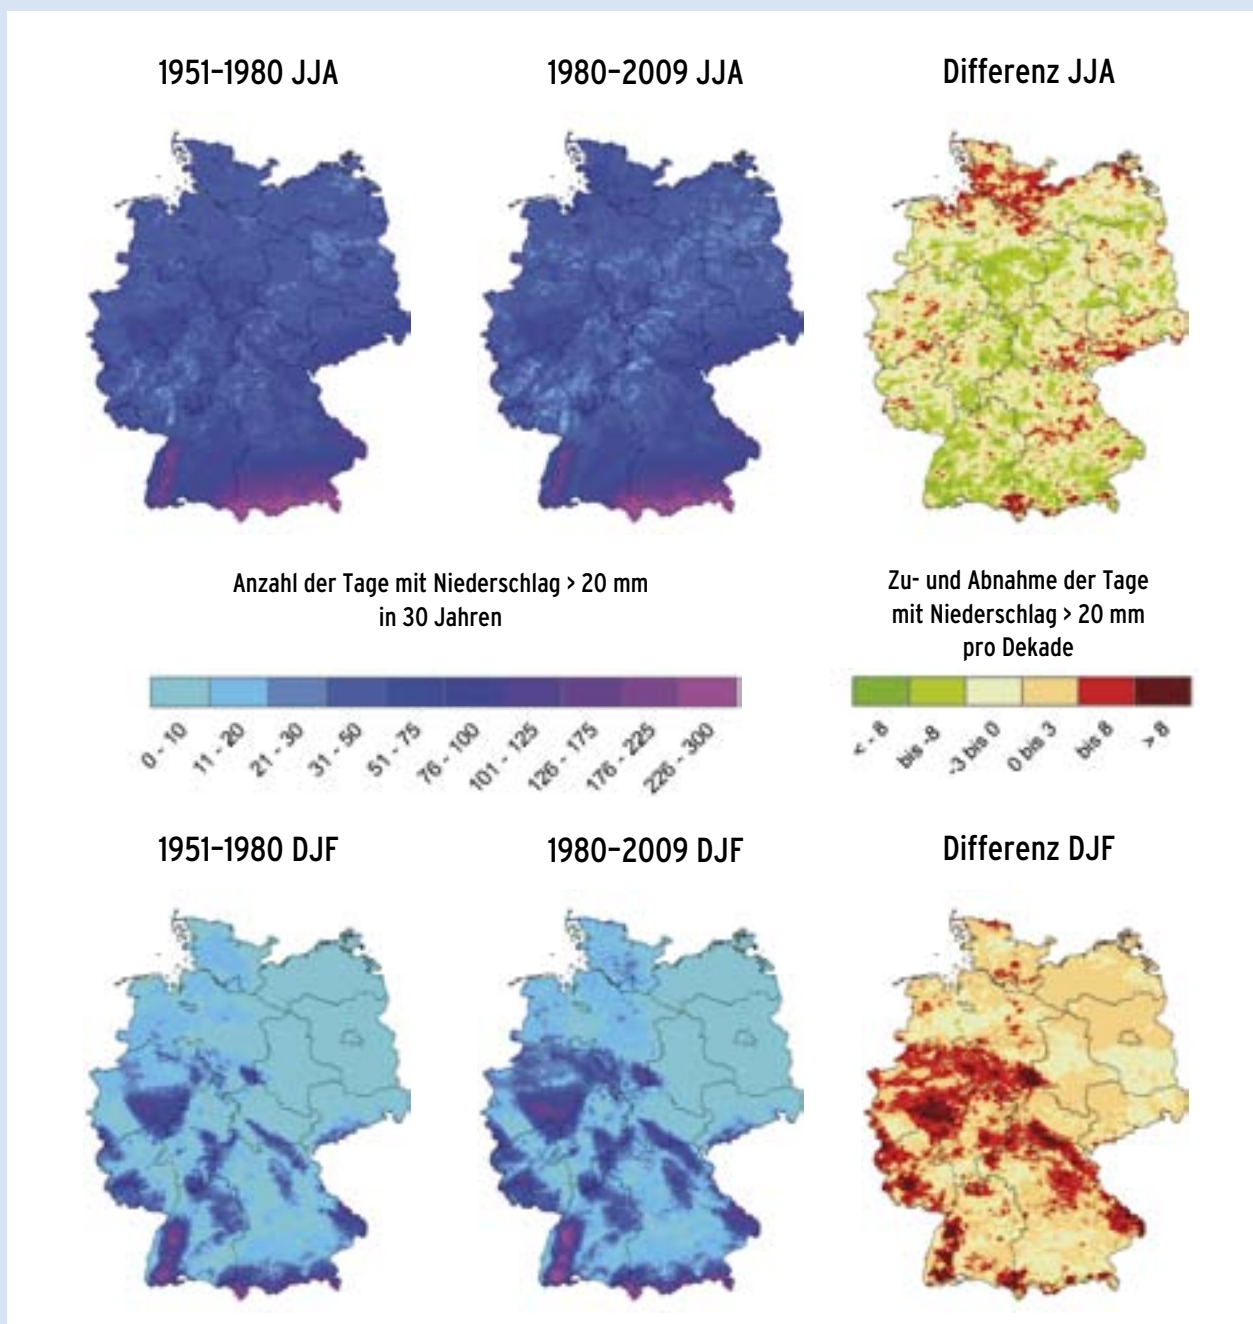 1951–1980 JJA
1980–2009 JJA
Differenz JJA
Anzahl der Tage mit Niederschlag > 20 mm
in 30 Jahren
Zu- und Abnahme der Tage
mit Niederschlag > 20 mm
pro Dekade
0 - 10
11 - 20
21 - 30
31 - 50
51 - 75
76 - 100
101 - 125
126 - 175
176 - 225
226 - 300
< - 8
bis -8
-3 bis 0
0 bis 3
bis 8
> 8
1951–1980 DJF
1980–2009 DJF
Differenz DJF